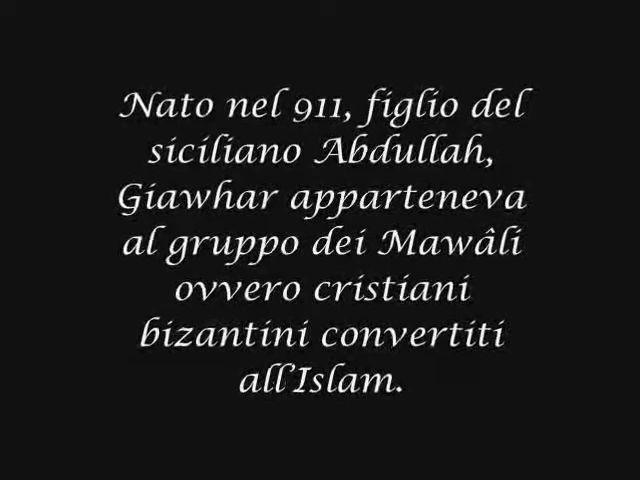 Nato nel 911, figlio del
siciliano Abdullah,
Giawhar apparteneva
al gruppo dei Mawâli
ovvero cristiani
bizantini convertiti
all'Islam.